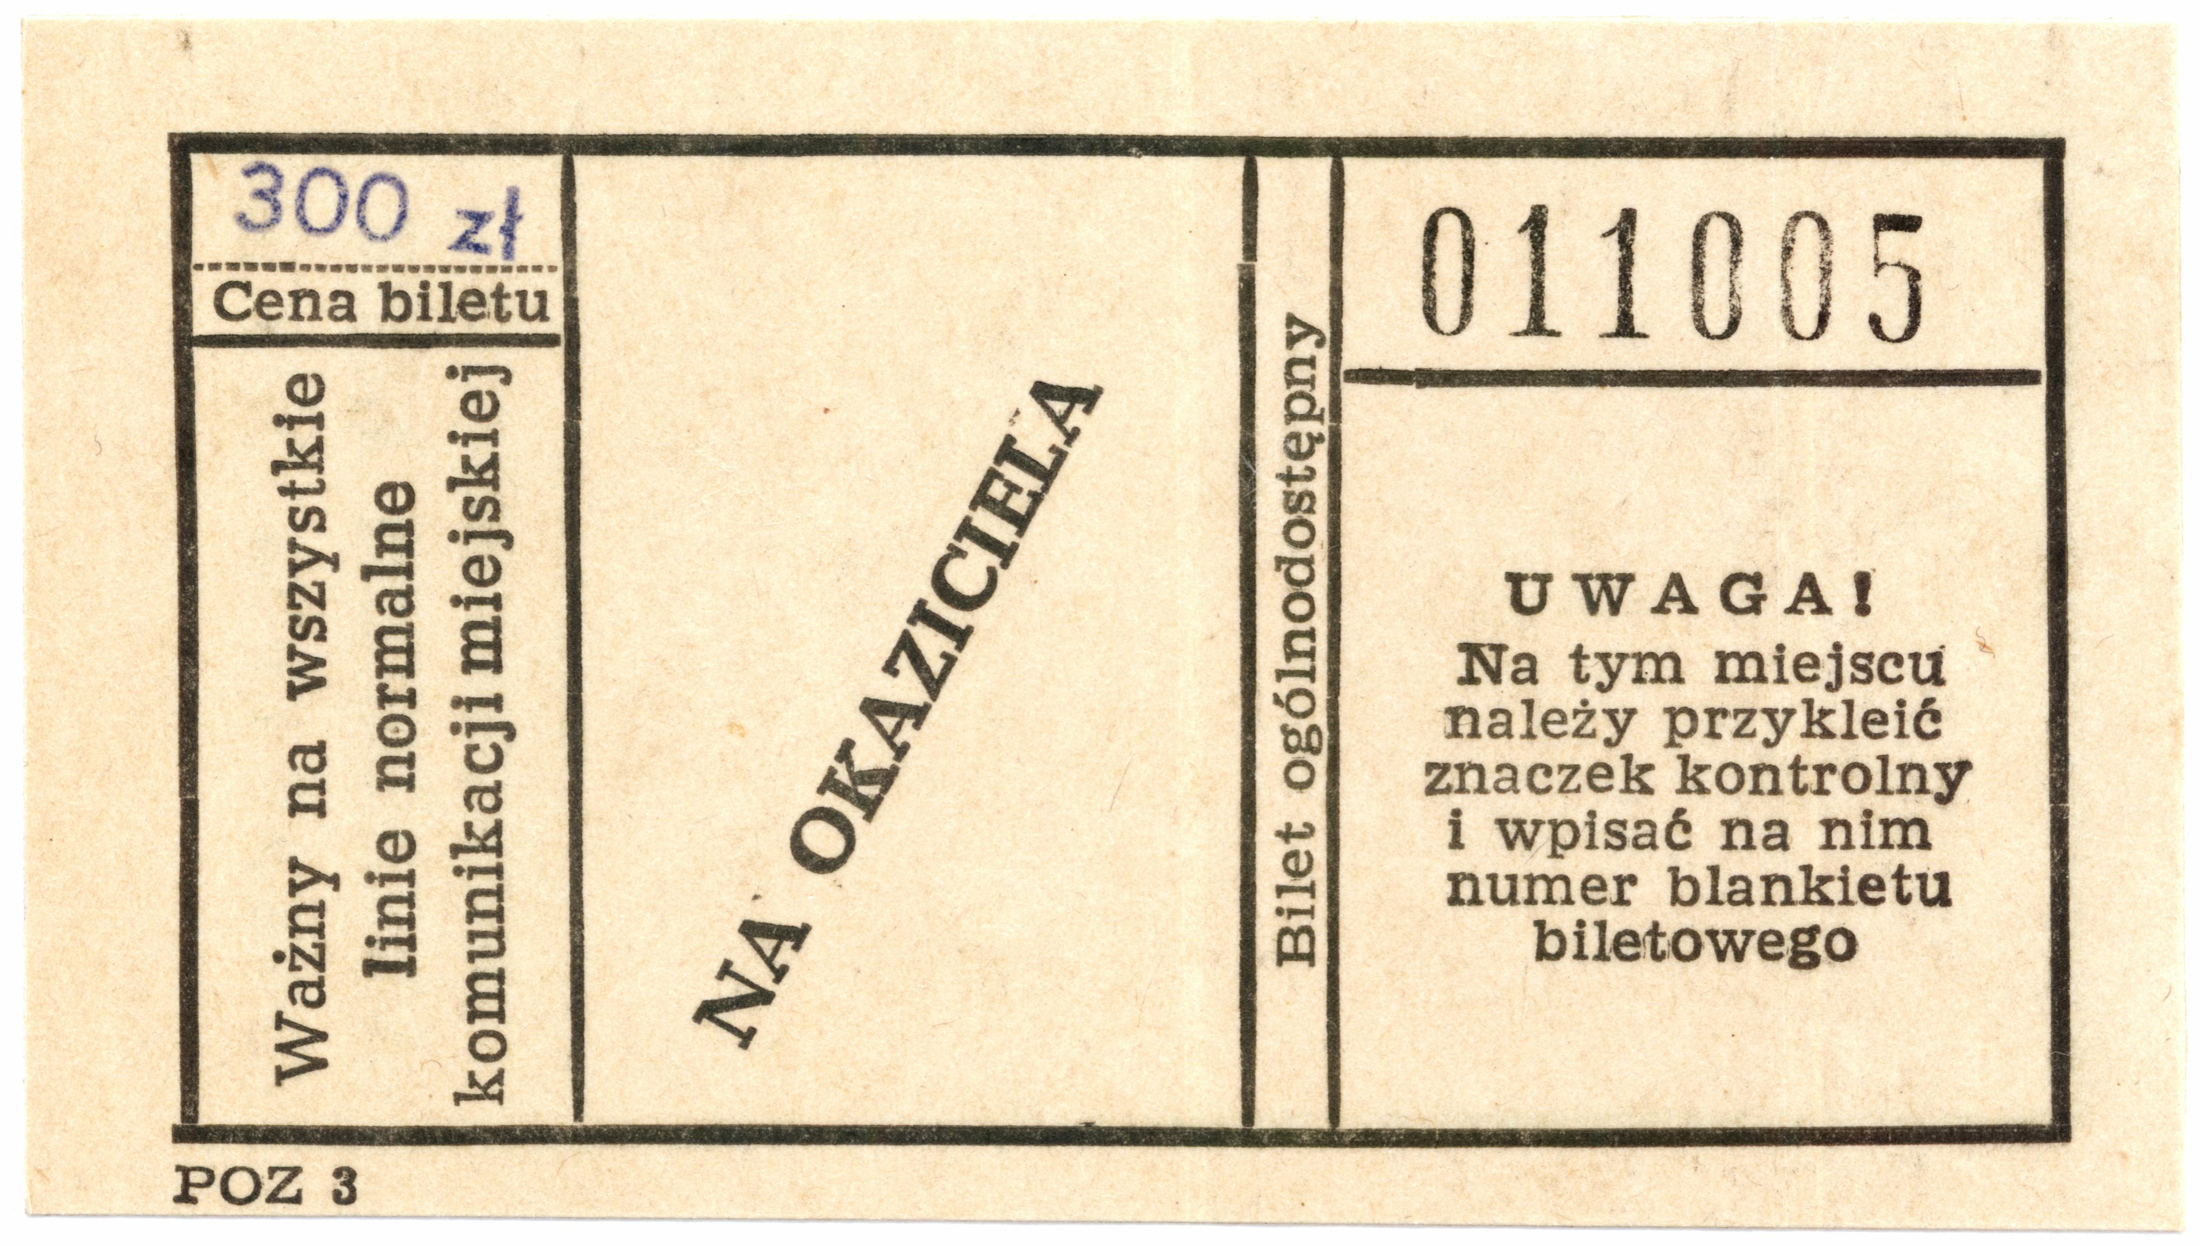 300 zł
Cena biletu
Ważny na wszystkie
linie normalne
komunikacji miejskiej
NA OKAZICIELA
Bilet ogólnodostępny
011005
UWAGA!
Na tym miejscu
należy przykleić
znaczek kontrolny
i wpisać na nim
numer blankietu
biletowego
POZ 3